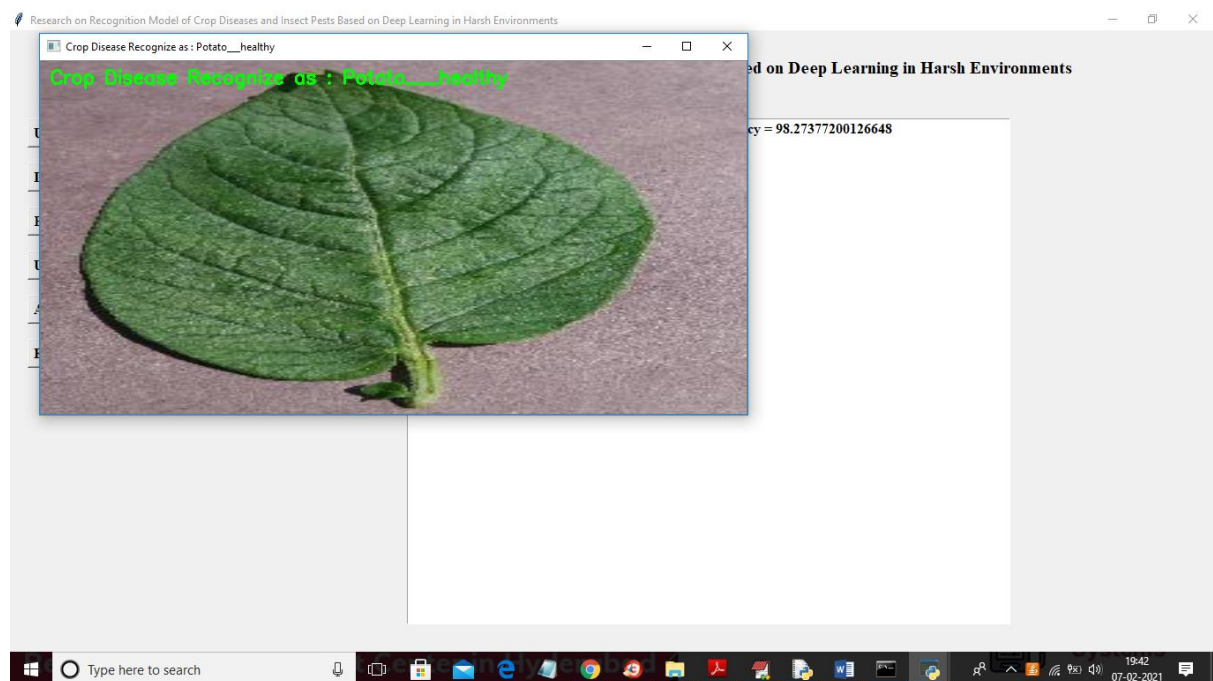 Research on Recognition Model of Crop Diseases and Insect Pests Based on Deep Learning in Harsh Environments
Crop Disease Recognize as : Potato__healthy
Crop Disease Recognize as : Potato___healthy
ed on Deep Learning in Harsh Environments
cy = 98.27377200126648
Type here to search
19:42
07-02-2021